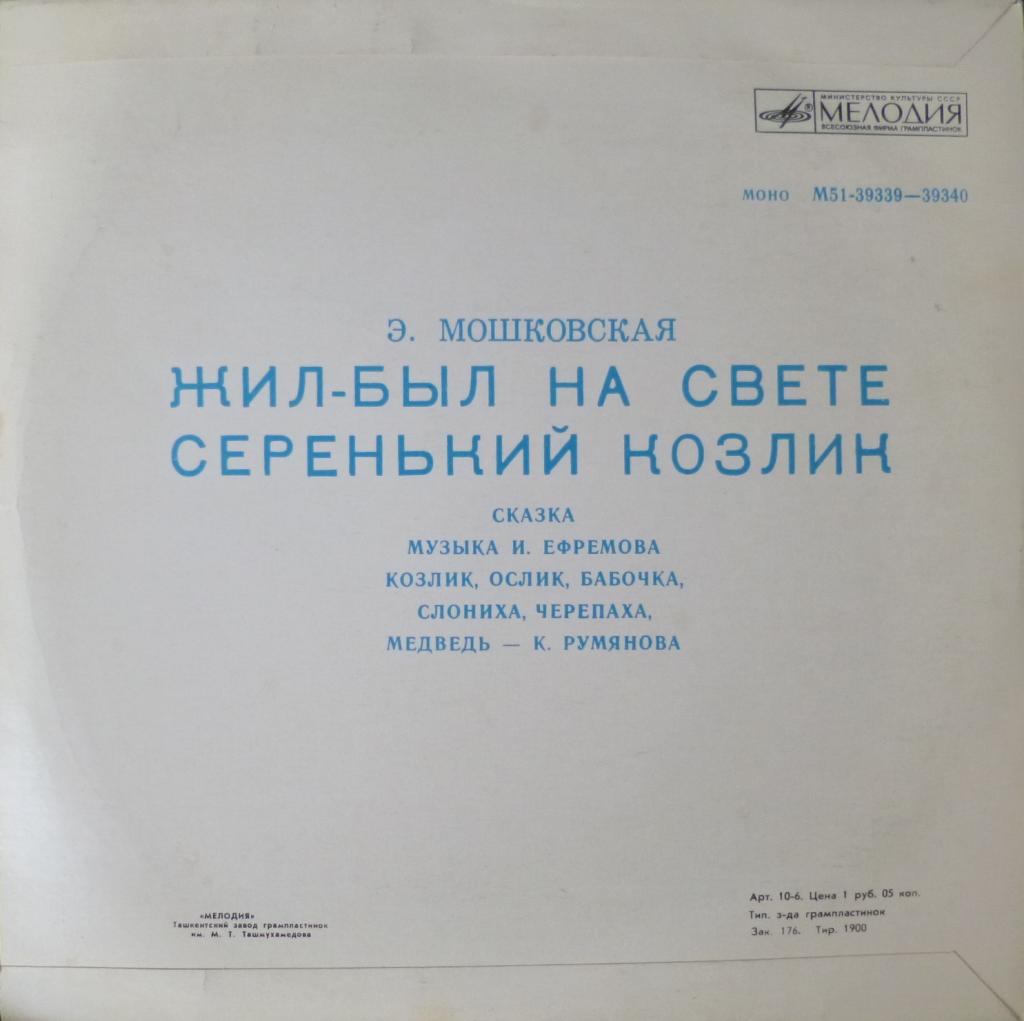 МИНИСТЕРСТВО КУЛЬТУРЫ СССР
® МЕЛОДИЯ
ВСЕСОЮЗНАЯ ФИРМА ГРАМПЛАСТИНОК
МОНО М51-39339—39340
Э. МОШКОВСКАЯ
ЖИЛ-БЫЛ НА СВЕТЕ
СЕРЕНЬКИЙ КОЗЛИК
СКАЗКА
МУЗЫКА И. ЕФРЕМОВА
КОЗЛИК, ОСЛИК, БАБОЧКА,
СЛОНИХА, ЧЕРЕПАХА,
МЕДВЕДЬ — К. РУМЯНОВА
«МЕЛОДИЯ»
Ташкентский завод грампластинок
им. М. Т. Ташмухамедова
Арт. 10-6. Цена 1 руб. 05 коп.
Тип. з-да грампластинок
Зак. 176. Тир. 1900